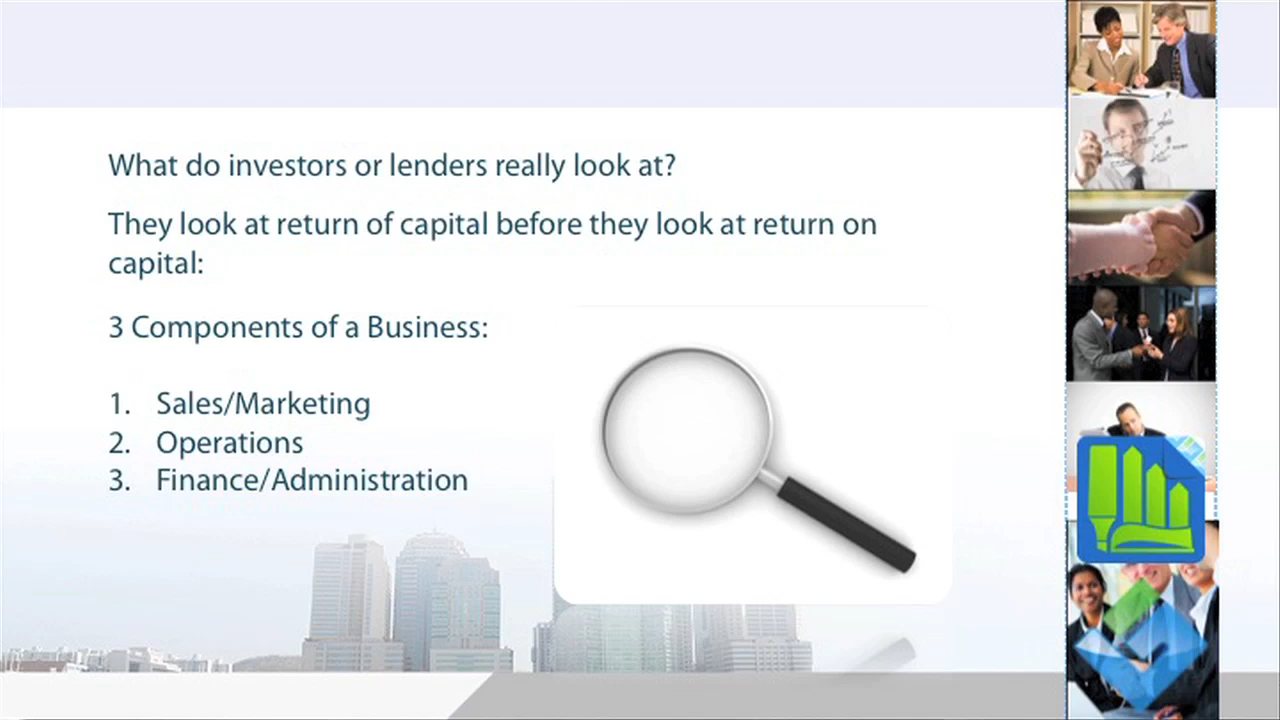 What do investors or lenders really look at?
They look at return of capital before they look at return on
capital:
3 Components of a Business:
1. Sales/Marketing
2. Operations
3. Finance/Administration